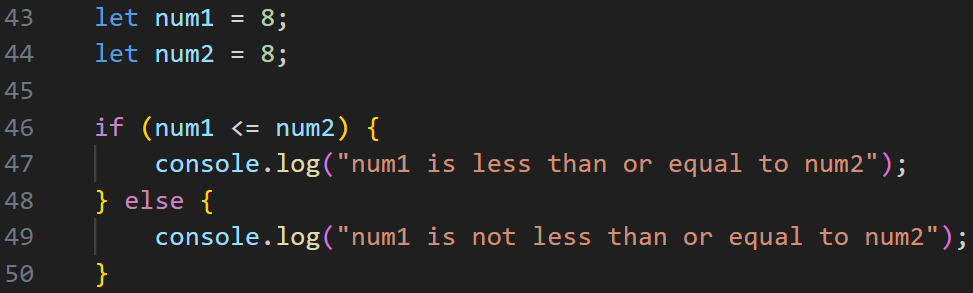 43 let num1 = 8;
44 let num2 = 8;
45
46 if (num1 <= num2) {
47     console.log("num1 is less than or equal to num2");
48 } else {
49     console.log("num1 is not less than or equal to num2");
50 }